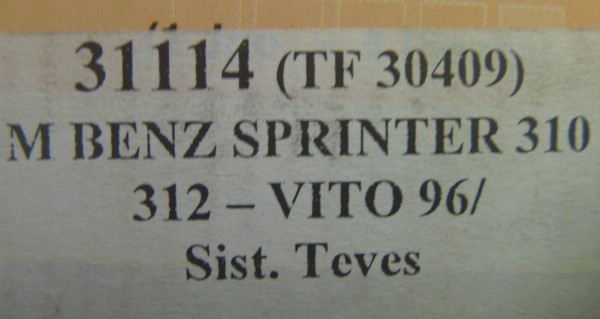 31114 (TF 30409)
M BENZ SPRINTER 310
312 – VITO 96/
Sist. Teves